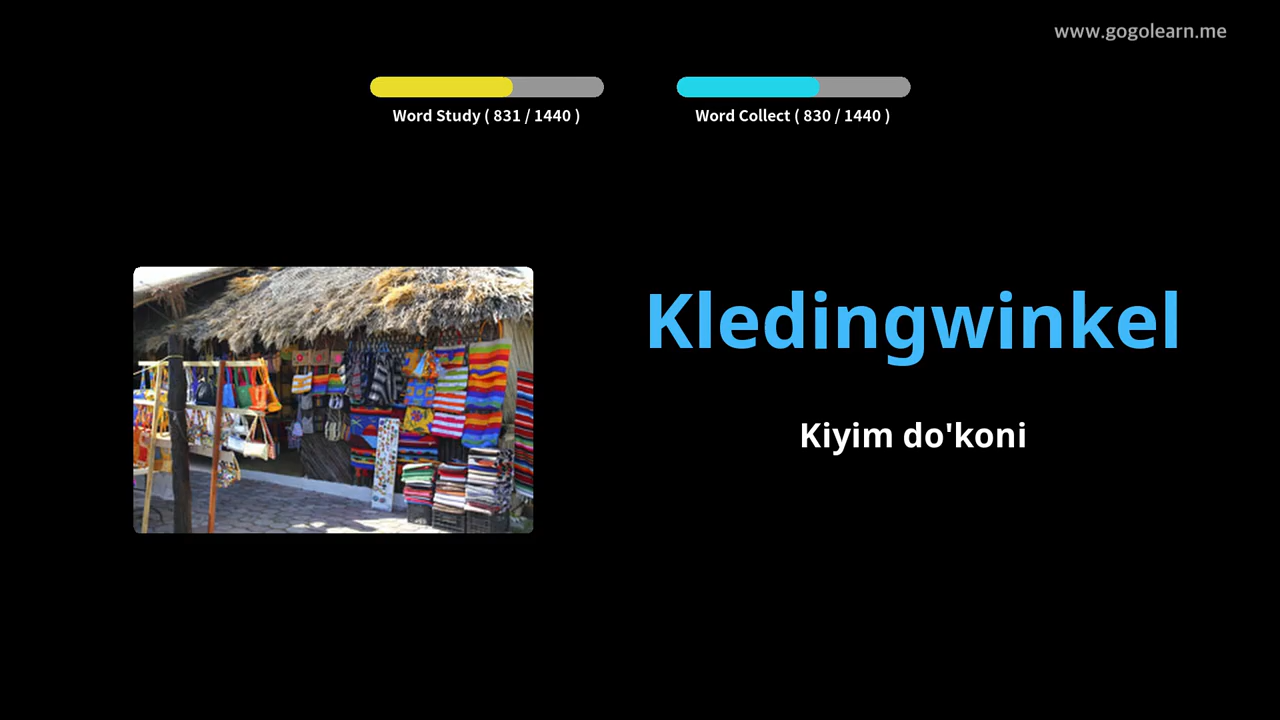 www.gogolearn.me
Word Study ( 831 / 1440 )
Word Collect ( 830 / 1440 )
Kledingwinkel
Kiyim do'koni